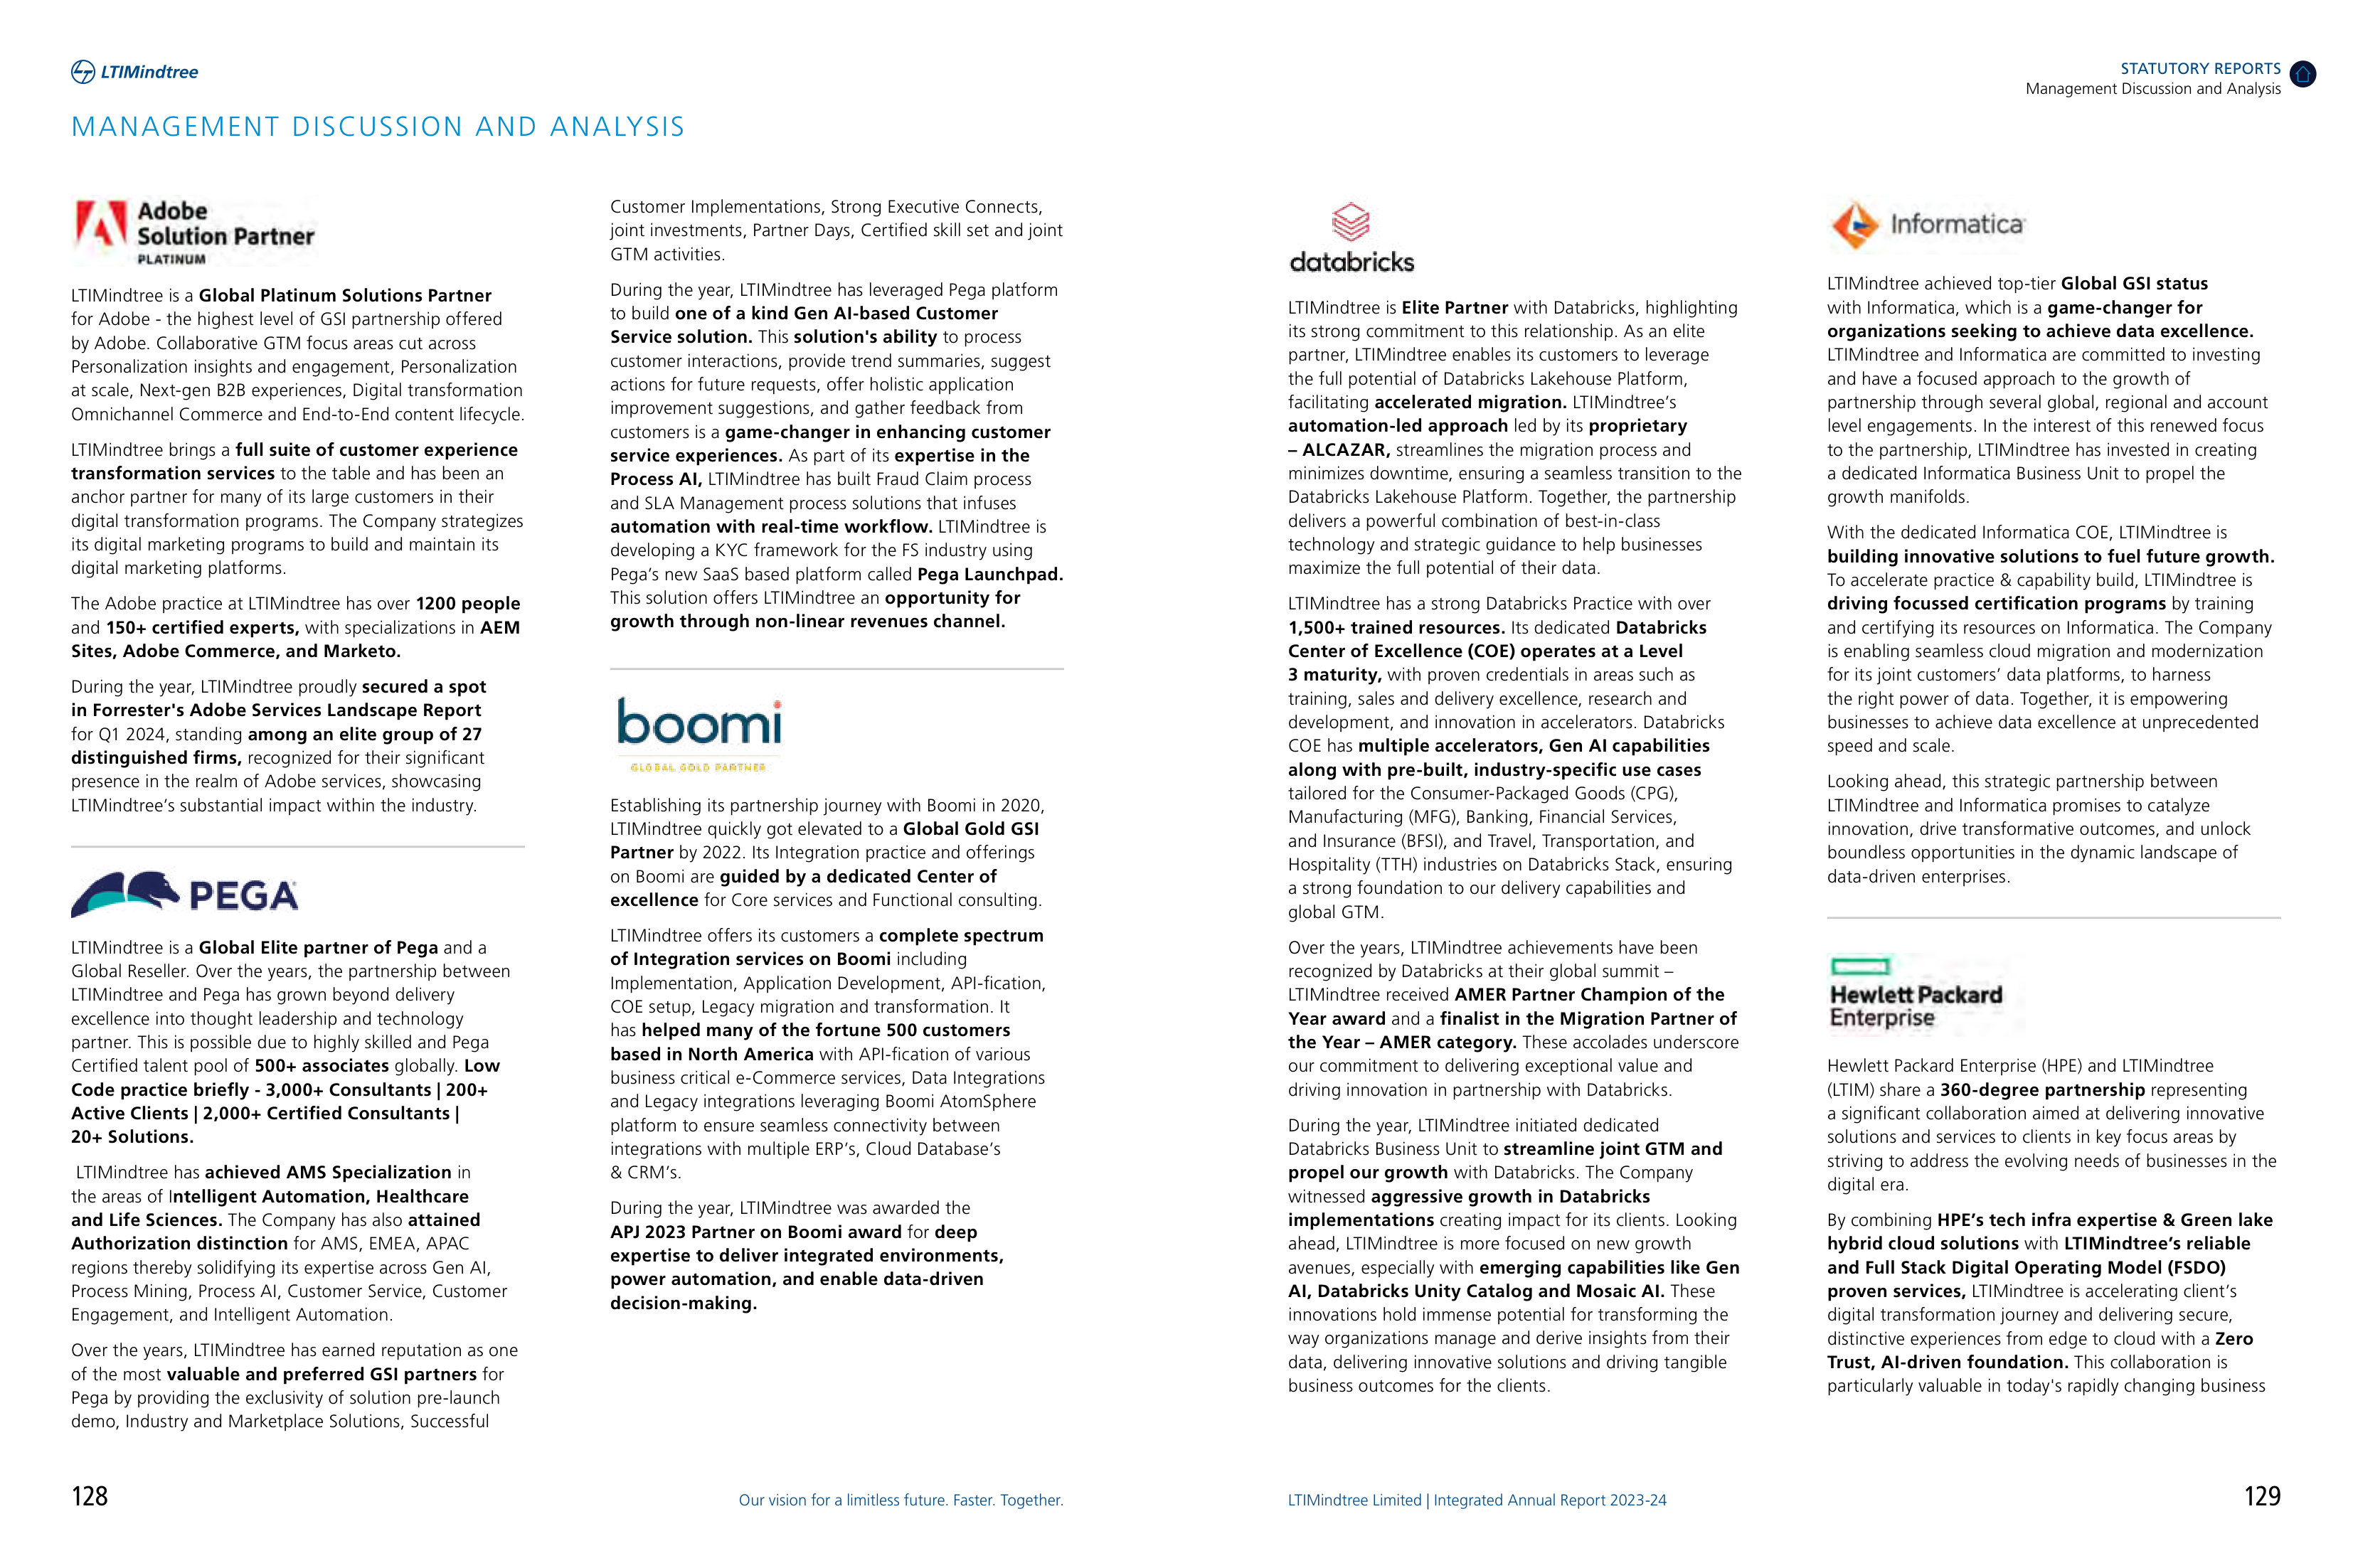 LTIMindtree
MANAGEMENT DISCUSSION AND ANALYSIS
Adobe
Solution Partner
PLATINUM
LTIMindtree is a Global Platinum Solutions Partner
for Adobe - the highest level of GSI partnership offered
by Adobe. Collaborative GTM focus areas cut across
Personalization insights and engagement, Personalization
at scale, Next-gen B2B experiences, Digital transformation
Omnichannel Commerce and End-to-End content lifecycle.
LTIMindtree brings a full suite of customer experience
transformation services to the table and has been an
anchor partner for many of its large customers in their
digital transformation programs. The Company strategizes
its digital marketing programs to build and maintain its
digital marketing platforms.
The Adobe practice at LTIMindtree has over 1200 people
and 150+ certified experts, with specializations in AEM
Sites, Adobe Commerce, and Marketo.
During the year, LTIMindtree proudly secured a spot
in Forrester's Adobe Services Landscape Report
for Q1 2024, standing among an elite group of 27
distinguished firms, recognized for their significant
presence in the realm of Adobe services, showcasing
LTIMindtree’s substantial impact within the industry.
PEGA
LTIMindtree is a Global Elite partner of Pega and a
Global Reseller. Over the years, the partnership between
LTIMindtree and Pega has grown beyond delivery
excellence into thought leadership and technology
partner. This is possible due to highly skilled and Pega
Certified talent pool of 500+ associates globally. Low
Code practice briefly - 3,000+ Consultants | 200+
Active Clients | 2,000+ Certified Consultants |
20+ Solutions.
LTIMindtree has achieved AMS Specialization in
the areas of Intelligent Automation, Healthcare
and Life Sciences. The Company has also attained
Authorization distinction for AMS, EMEA, APAC
regions thereby solidifying its expertise across Gen AI,
Process Mining, Process AI, Customer Service, Customer
Engagement, and Intelligent Automation.
Over the years, LTIMindtree has earned reputation as one
of the most valuable and preferred GSI partners for
Pega by providing the exclusivity of solution pre-launch
demo, Industry and Marketplace Solutions, Successful
Customer Implementations, Strong Executive Connects,
joint investments, Partner Days, Certified skill set and joint
GTM activities.
During the year, LTIMindtree has leveraged Pega platform
to build one of a kind Gen AI-based Customer
Service solution. This solution's ability to process
customer interactions, provide trend summaries, suggest
actions for future requests, offer holistic application
improvement suggestions, and gather feedback from
customers is a game-changer in enhancing customer
service experiences. As part of its expertise in the
Process AI, LTIMindtree has built Fraud Claim process
and SLA Management process solutions that infuses
automation with real-time workflow. LTIMindtree is
developing a KYC framework for the FS industry using
Pega’s new SaaS based platform called Pega Launchpad.
This solution offers LTIMindtree an opportunity for
growth through non-linear revenues channel.
boomi
GLOBAL GOLD PARTNER
Establishing its partnership journey with Boomi in 2020,
LTIMindtree quickly got elevated to a Global Gold GSI
Partner by 2022. Its Integration practice and offerings
on Boomi are guided by a dedicated Center of
excellence for Core services and Functional consulting.
LTIMindtree offers its customers a complete spectrum
of Integration services on Boomi including
Implementation, Application Development, API-fication,
COE setup, Legacy migration and transformation. It
has helped many of the fortune 500 customers
based in North America with API-fication of various
business critical e-Commerce services, Data Integrations
and Legacy integrations leveraging Boomi AtomSphere
platform to ensure seamless connectivity between
integrations with multiple ERP’s, Cloud Database’s
& CRM’s.
During the year, LTIMindtree was awarded the
APJ 2023 Partner on Boomi award for deep
expertise to deliver integrated environments,
power automation, and enable data-driven
decision-making.
128
Our vision for a limitless future. Faster. Together.
STATUTORY REPORTS
Management Discussion and Analysis
databricks
LTIMindtree is Elite Partner with Databricks, highlighting
its strong commitment to this relationship. As an elite
partner, LTIMindtree enables its customers to leverage
the full potential of Databricks Lakehouse Platform,
facilitating accelerated migration. LTIMindtree’s
automation-led approach led by its proprietary
– ALCAZAR, streamlines the migration process and
minimizes downtime, ensuring a seamless transition to the
Databricks Lakehouse Platform. Together, the partnership
delivers a powerful combination of best-in-class
technology and strategic guidance to help businesses
maximize the full potential of their data.
LTIMindtree has a strong Databricks Practice with over
1,500+ trained resources. Its dedicated Databricks
Center of Excellence (COE) operates at a Level
3 maturity, with proven credentials in areas such as
training, sales and delivery excellence, research and
development, and innovation in accelerators. Databricks
COE has multiple accelerators, Gen AI capabilities
along with pre-built, industry-specific use cases
tailored for the Consumer-Packaged Goods (CPG),
Manufacturing (MFG), Banking, Financial Services,
and Insurance (BFSI), and Travel, Transportation, and
Hospitality (TTH) industries on Databricks Stack, ensuring
a strong foundation to our delivery capabilities and
global GTM.
Over the years, LTIMindtree achievements have been
recognized by Databricks at their global summit –
LTIMindtree received AMER Partner Champion of the
Year award and a finalist in the Migration Partner of
the Year – AMER category. These accolades underscore
our commitment to delivering exceptional value and
driving innovation in partnership with Databricks.
During the year, LTIMindtree initiated dedicated
Databricks Business Unit to streamline joint GTM and
propel our growth with Databricks. The Company
witnessed aggressive growth in Databricks
implementations creating impact for its clients. Looking
ahead, LTIMindtree is more focused on new growth
avenues, especially with emerging capabilities like Gen
AI, Databricks Unity Catalog and Mosaic AI. These
innovations hold immense potential for transforming the
way organizations manage and derive insights from their
data, delivering innovative solutions and driving tangible
business outcomes for the clients.
Informatica
LTIMindtree achieved top-tier Global GSI status
with Informatica, which is a game-changer for
organizations seeking to achieve data excellence.
LTIMindtree and Informatica are committed to investing
and have a focused approach to the growth of
partnership through several global, regional and account
level engagements. In the interest of this renewed focus
to the partnership, LTIMindtree has invested in creating
a dedicated Informatica Business Unit to propel the
growth manifolds.
With the dedicated Informatica COE, LTIMindtree is
building innovative solutions to fuel future growth.
To accelerate practice & capability build, LTIMindtree is
driving focussed certification programs by training
and certifying its resources on Informatica. The Company
is enabling seamless cloud migration and modernization
for its joint customers’ data platforms, to harness
the right power of data. Together, it is empowering
businesses to achieve data excellence at unprecedented
speed and scale.
Looking ahead, this strategic partnership between
LTIMindtree and Informatica promises to catalyze
innovation, drive transformative outcomes, and unlock
boundless opportunities in the dynamic landscape of
data-driven enterprises.
Hewlett Packard
Enterprise
Hewlett Packard Enterprise (HPE) and LTIMindtree
(LTIM) share a 360-degree partnership representing
a significant collaboration aimed at delivering innovative
solutions and services to clients in key focus areas by
striving to address the evolving needs of businesses in the
digital era.
By combining HPE’s tech infra expertise & Green lake
hybrid cloud solutions with LTIMindtree’s reliable
and Full Stack Digital Operating Model (FSDO)
proven services, LTIMindtree is accelerating client’s
digital transformation journey and delivering secure,
distinctive experiences from edge to cloud with a Zero
Trust, AI-driven foundation. This collaboration is
particularly valuable in today's rapidly changing business
LTIMindtree Limited | Integrated Annual Report 2023-24
129